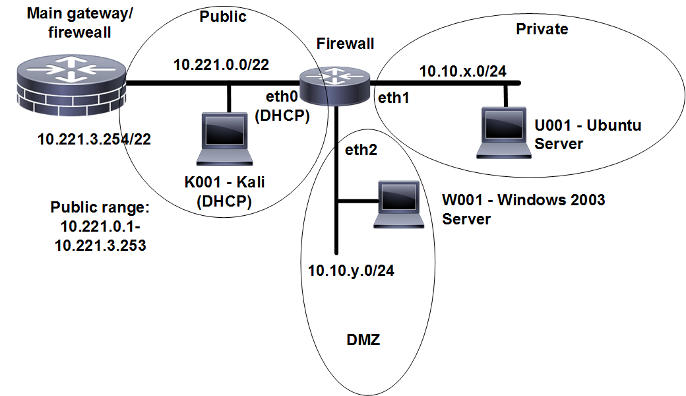 Main gateway/
fireweall
Public
Firewall
Private
10.221.0.0/22
10.10.x.0/24
eth0
(DHCP)
eth1
10.221.3.254/22
U001 - Ubuntu
Server
eth2
K001 - Kali
(DHCP)
W001 - Windows 2003
Server
Public range:
10.221.0.1-
10.221.3.253
10.10.y.0/24
DMZ